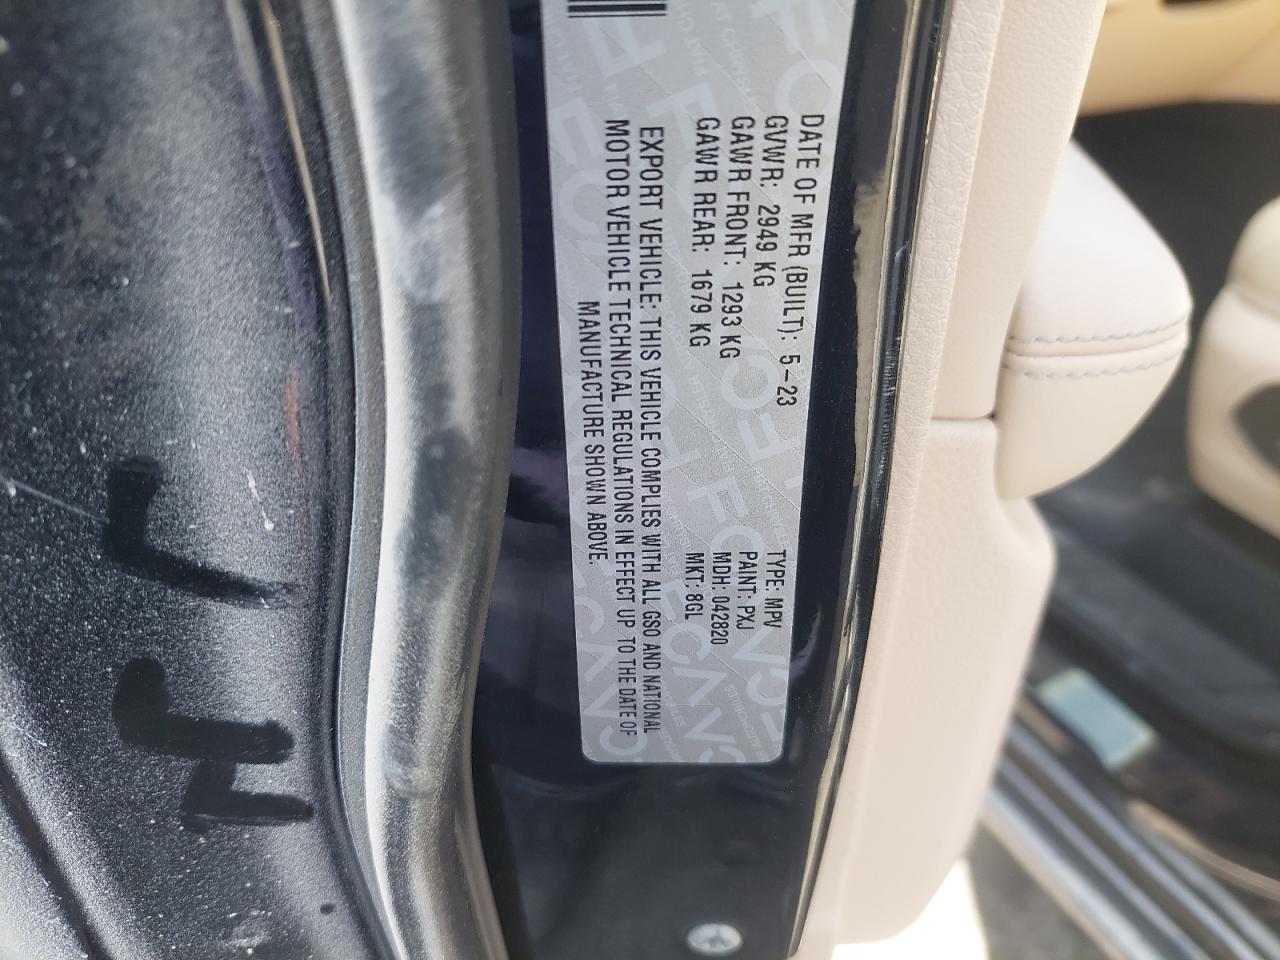 DATE OF MFR (BUILT): 5-23
GVWR: 2949 KG
GAWR FRONT: 1293 KG
GAWR REAR: 1679 KG
TYPE: MPV
PAINT: PXJ
MDH: 042820
MKT: 8GL
EXPORT VEHICLE: THIS VEHICLE COMPLIES WITH ALL GSO AND NATIONAL
MOTOR VEHICLE TECHNICAL REGULATIONS IN EFFECT UP TO THE DATE OF
MANUFACTURE SHOWN ABOVE.